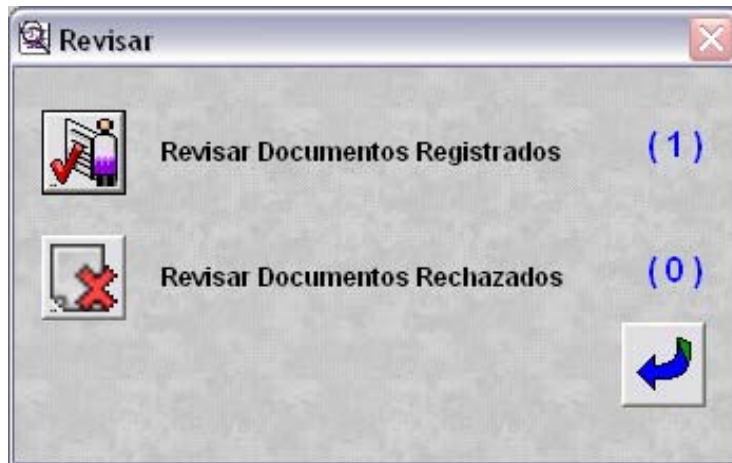 Revisar
Revisar Documentos Registrados (1)
Revisar Documentos Rechazados (0)